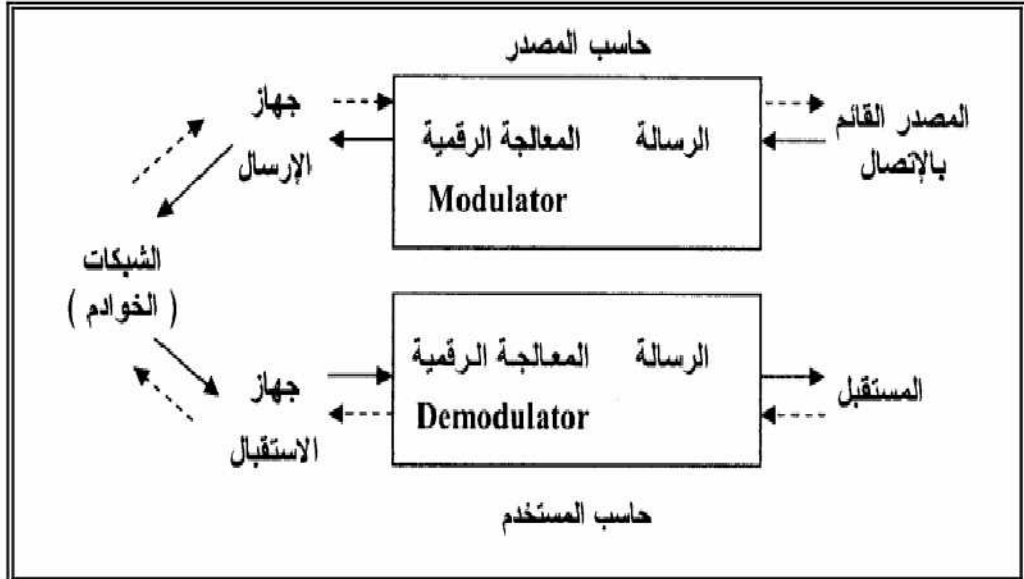 حاسب المصدر
المصدر القائم
بالإتصال
الرسالة المعالجة الرقمية
Modulator
جهاز
الإرسال
الشبكات
( الخوادم )
جهاز
الاستقبال
الرسالة المعالجة الرقمية
Demodulator
المستقبل
حاسب المستخدم